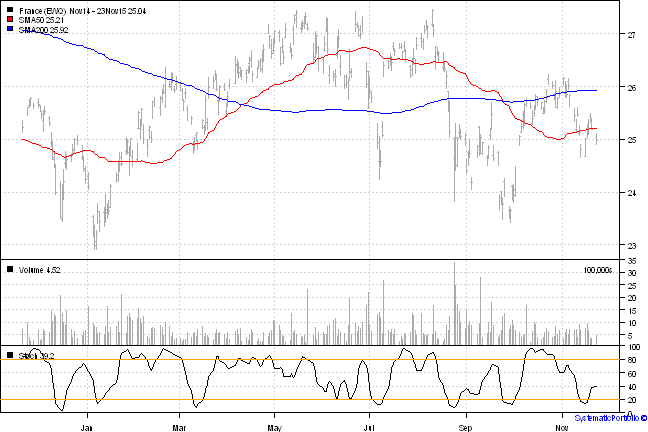 France (EWQ) Nov14 - 23Nov15 25.04
SMA50 25.21
SMA200 25.92
27
26
25
24
23
Volume 4.52
100,000s
35
30
25
20
15
10
5
39.2
100
80
60
40
20
0
Jan Mar May Jul Sep Nov
SystematicPortfolio ©